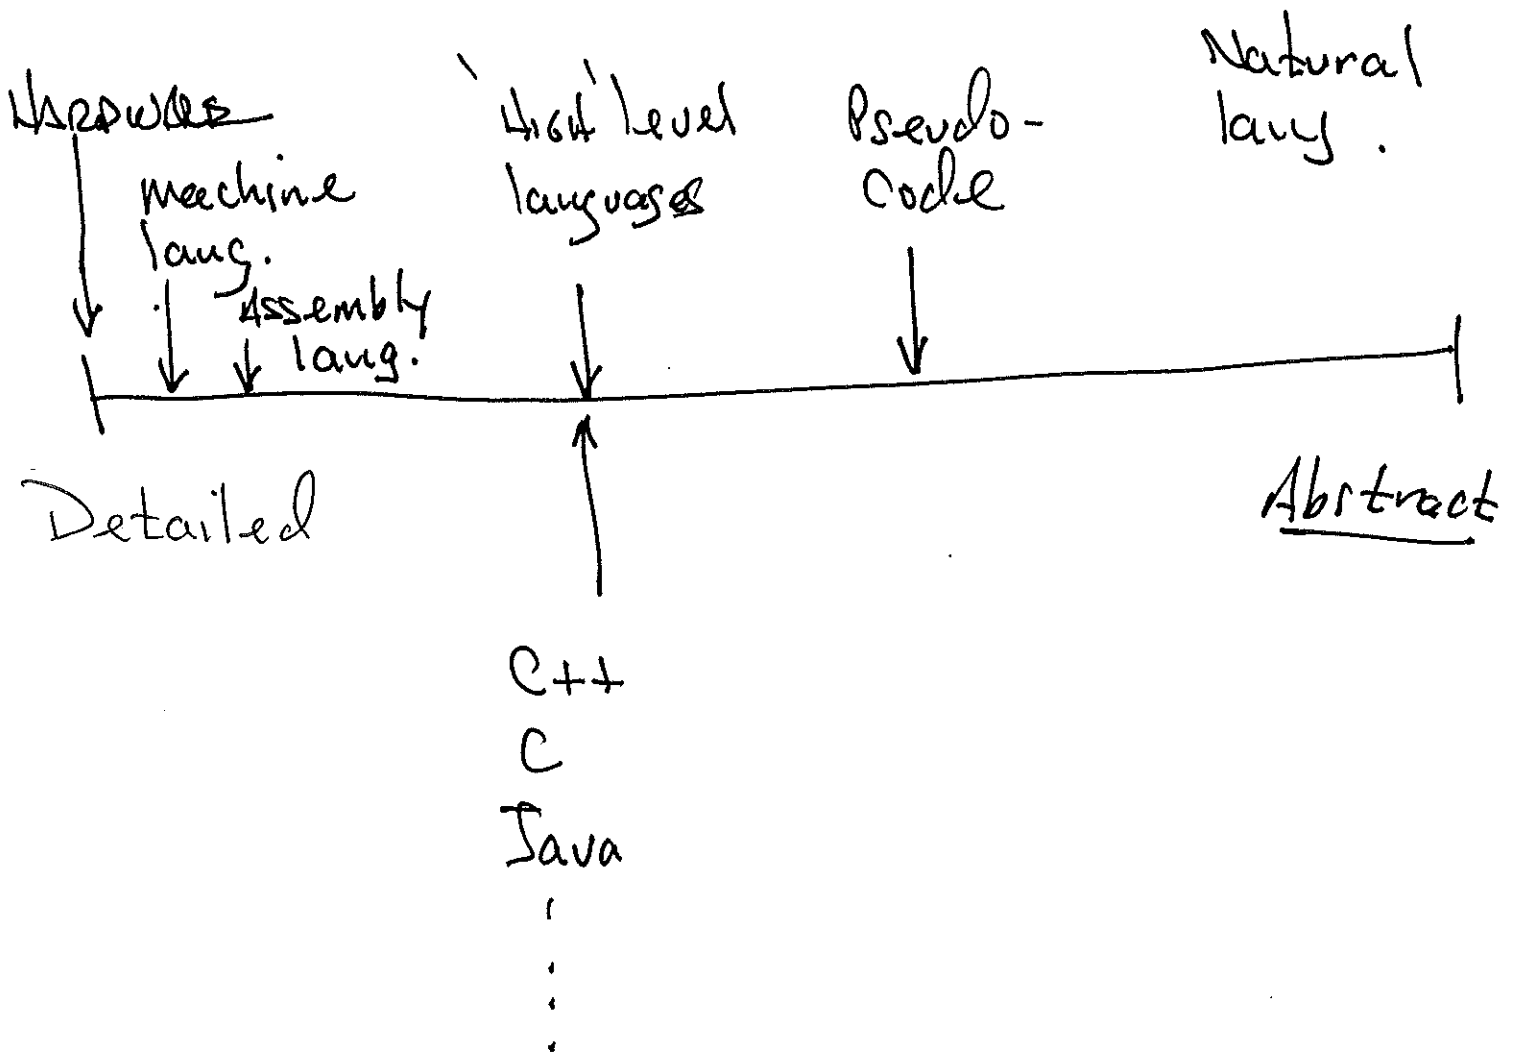 HARDWARE
machine
lang.
Assembly
lang.
'High' level
languages
Pseudo-
Code
Natural
lang.
Detailed
Abstract
C++
C
Java